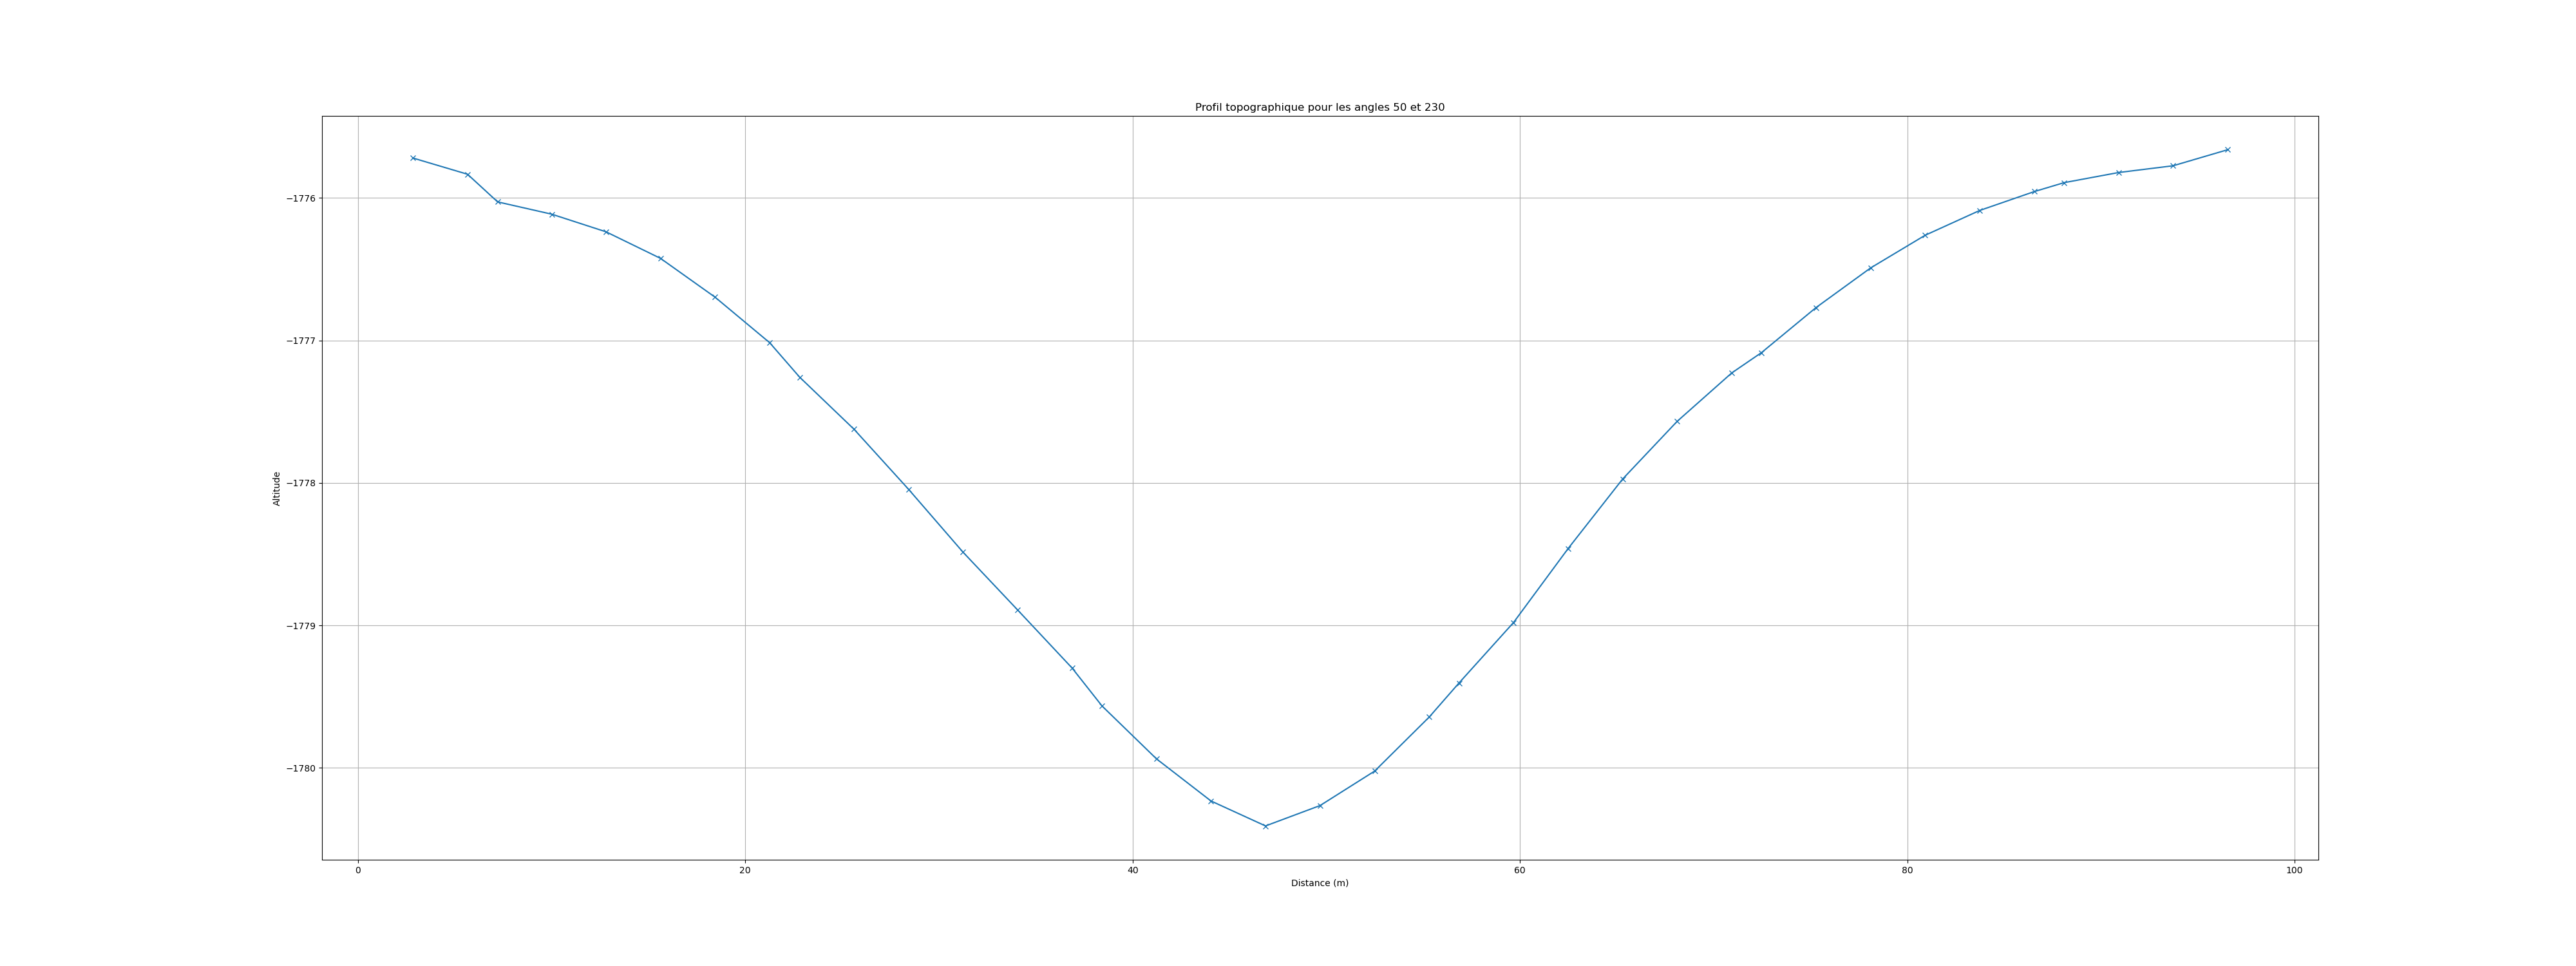 Profil topographique pour les angles 50 et 230
−1776
−1777
−1778
−1779
−1780
Altitude
0 20 40 60 80 100
Distance (m)